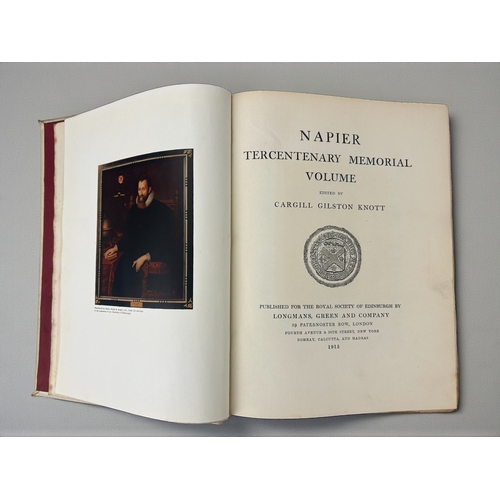 NAPIER
TERCENTENARY MEMORIAL
VOLUME
EDITED BY
CARGILL GILSTON KNOTT
PUBLISHED FOR THE ROYAL SOCIETY OF EDINBURGH BY
LONGMANS, GREEN AND COMPANY
39 PATERNOSTER ROW, LONDON
FOURTH AVENUE & 30TH STREET, NEW YORK
BOMBAY, CALCUTTA, AND MADRAS
1915